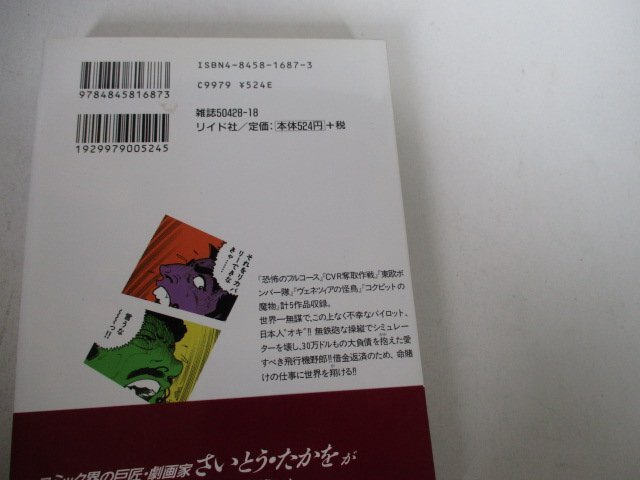 ISBN4-8458-1687-3
C9979 ¥524E
9784845816873
雑誌50428-18
リイド社／定価：本体524円＋税
1929979005245
それをリカバ
リーできな
きゃ……
驚うな
ーーっ!!
「恐怖のフルコース」「CVR奪取作戦」「東欧ボ
ンバー隊」「ヴェネツィアの怪鳥」「コクピットの
魔物」計5作品収録。
世界一無謀で、この上なく不幸なパイロット、
日本人“オキ”!! 無鉄砲な操縦でシミュレー
ターを壊し、30万ドルもの大負債を抱えた愛
すべき飛行機野郎!! 借金返済のため、命賭
けの仕事に世界を翔ける!!
ミック界の巨匠・劇画家さいとう・たかをが